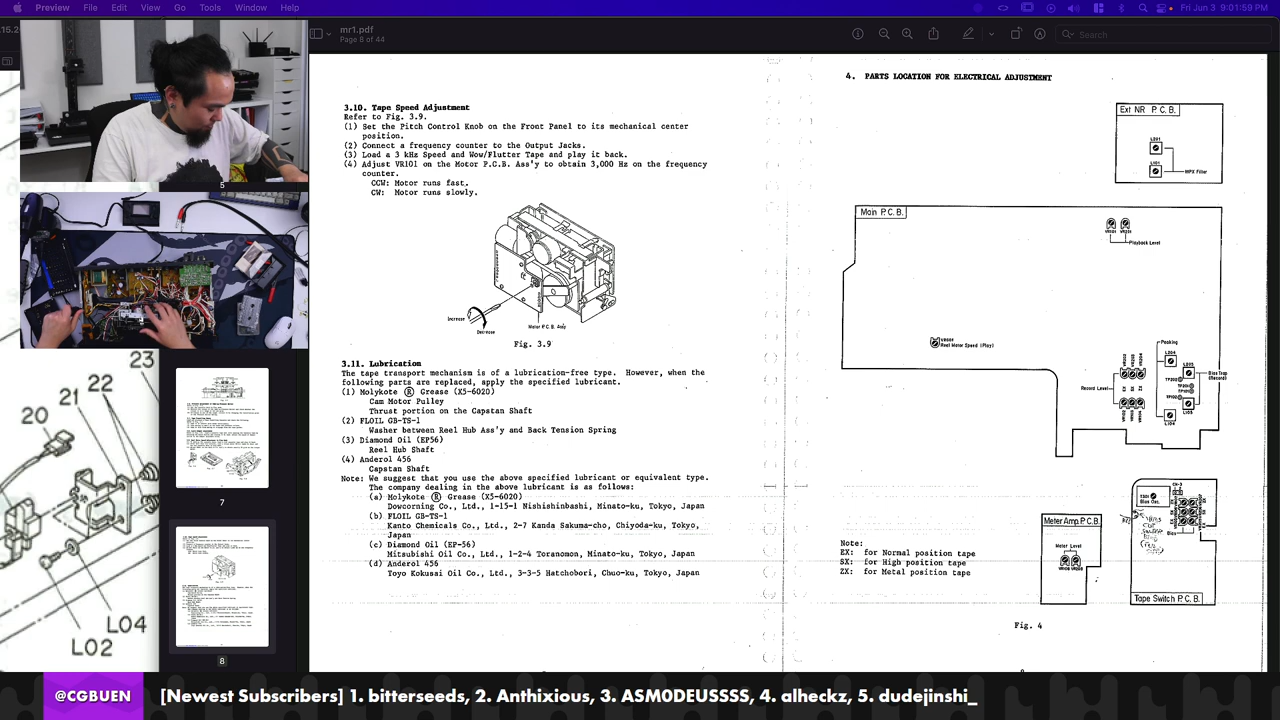 Preview
File
Edit
View
Go
Tools
Window
Help
Fri Jun 3 9:01:59 PM
mr1.pdf
Page 8 of 44
Search
5
7
8
20
21
22
23
L04
L02
3.10. Tape Speed Adjustment
Refer to Fig. 3.9.
(1) Set the Pitch Control Knob on the Front Panel to its mechanical center
position.
(2) Connect a frequency counter to the Output Jacks.
(3) Load a 3 kHz Speed and Wow/Flutter Tape and play it back.
(4) Adjust VR101 on the Motor P.C.B. Ass'y to obtain 3,000 Hz on the frequency
counter.
CCW: Motor runs fast.
CW: Motor runs slowly.
Increase
Decrease
Motor P.C.B. Ass'y
Fig. 3.9
3.11. Lubrication
The tape transport mechanism is of a lubrication-free type. However, when the
following parts are replaced, apply the specified lubricant.
(1) Molykote ® Grease (X5-6020)
Cam Motor Pulley
Thrust portion on the Capatan Shaft
(2) FLOIL GB-TS-1
Washer between Reel Hub Ass'y and Back Tension Spring
(3) Diamond Oil (EP56)
Reel Hub Shaft
(4) Anderol 456
Capstan Shaft
Note: We suggest that you use the above specified lubricant or equivalent type.
The company dealing in the above lubricant is as follows:
(a) Molykote ® Grease (X5-6020)
Dowcorning Co., Ltd., 1-15-1 Nishishinbashi, Minato-ku, Tokyo, Japan
(b) FLOIL GB-TS-1
Kanto Chemicals Co., Ltd., 2-7 Kanda Sakuma-cho, Chiyoda-ku, Tokyo,
Japan
(c) Diamond Oil (EP-56)
Mitsubishi Oil Co., Ltd., 1-2-4 Toranomon, Minato-ku, Tokyo, Japan
(d) Anderol 456
Toyo Kokusai Oil Co., Ltd., 3-3-5 Hatchobori, Chuo-ku, Tokyo, Japan
4. PARTS LOCATION FOR ELECTRICAL ADJUSTMENT
Ext NR P.C.B.
L201
L101
MPX Filter
Main P.C.B.
Playback Level
Reel Motor Speed (Play)
Peaking
L204
Record Level
Bias Trap
(Record)
L104
Meter Amp. P.C.B.
Meter Level
Bias Osc.
Bias
Tape Switch P.C.B.
Note:
EX: for Normal position tape
SX: for High position tape
ZX: for Metal position tape
Fig. 4
@CGBUEN
[Newest Subscribers] 1. bitterseeds, 2. Anthixious, 3. ASM0DEUSSSS, 4. alheckz, 5. dudejinshi_